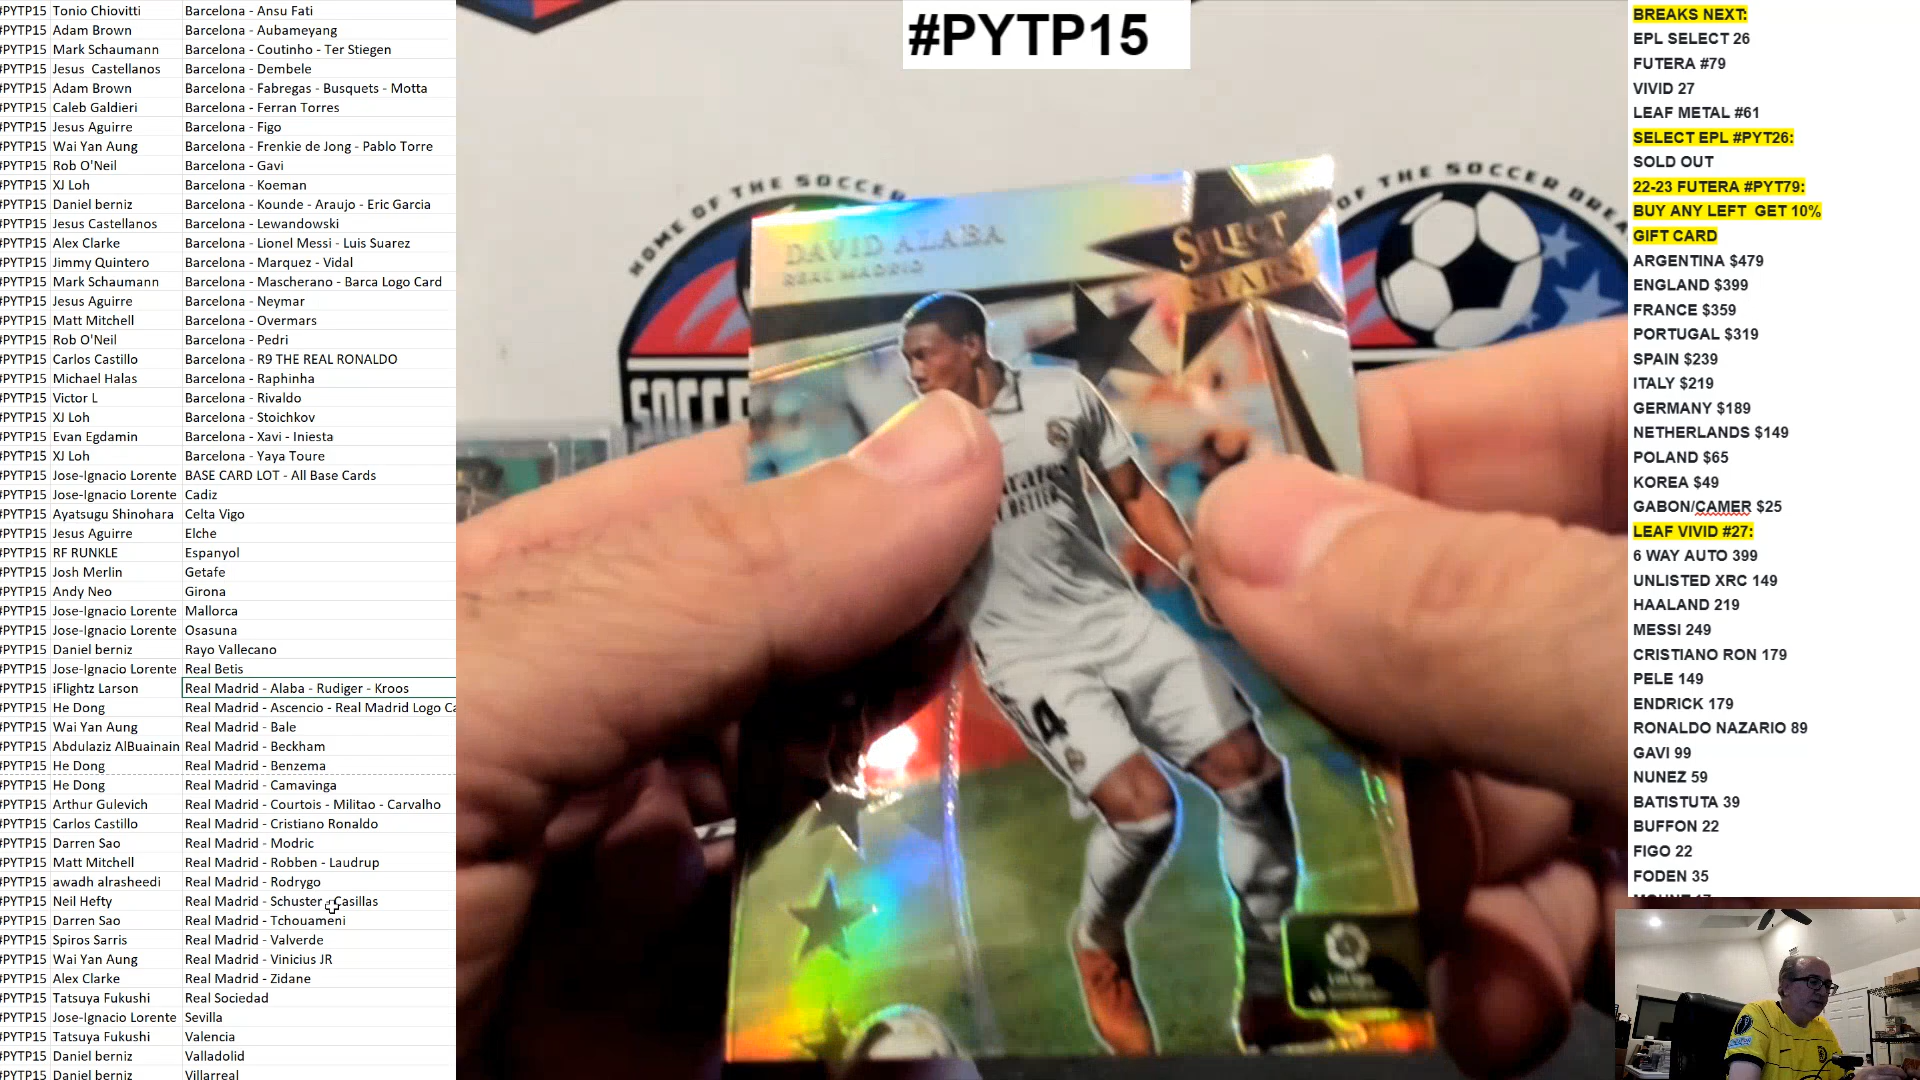 #PYTP15 Tonio Chiovitti Barcelona - Ansu Fati
#PYTP15 Adam Brown Barcelona - Aubameyang
#PYTP15 Mark Schaumann Barcelona - Coutinho - Ter Stiegen
#PYTP15 Jesus Castellanos Barcelona - Dembele
#PYTP15 Adam Brown Barcelona - Fabregas - Busquets - Motta
#PYTP15 Caleb Galdieri Barcelona - Ferran Torres
#PYTP15 Jesus Aguirre Barcelona - Figo
#PYTP15 Wai Yan Aung Barcelona - Frenkie de Jong - Pablo Torre
#PYTP15 Rob O'Neil Barcelona - Gavi
#PYTP15 XJ Loh Barcelona - Koeman
#PYTP15 Daniel berniz Barcelona - Kounde - Araujo - Eric Garcia
#PYTP15 Jesus Castellanos Barcelona - Lewandowski
#PYTP15 Alex Clarke Barcelona - Lionel Messi - Luis Suarez
#PYTP15 Jimmy Quintero Barcelona - Marquez - Vidal
#PYTP15 Mark Schaumann Barcelona - Mascherano - Barca Logo Card
#PYTP15 Jesus Aguirre Barcelona - Neymar
#PYTP15 Matt Mitchell Barcelona - Overmars
#PYTP15 Rob O'Neil Barcelona - Pedri
#PYTP15 Carlos Castillo Barcelona - R9 THE REAL RONALDO
#PYTP15 Michael Halas Barcelona - Raphinha
#PYTP15 Victor L Barcelona - Rivaldo
#PYTP15 XJ Loh Barcelona - Stoichkov
#PYTP15 Evan Egdamin Barcelona - Xavi - Iniesta
#PYTP15 XJ Loh Barcelona - Yaya Toure
#PYTP15 Jose-Ignacio Lorente BASE CARD LOT - All Base Cards
#PYTP15 Jose-Ignacio Lorente Cadiz
#PYTP15 Ayatsugu Shinohara Celta Vigo
#PYTP15 Jesus Aguirre Elche
#PYTP15 RF RUNKLE Espanyol
#PYTP15 Josh Merlin Getafe
#PYTP15 Andy Neo Girona
#PYTP15 Jose-Ignacio Lorente Mallorca
#PYTP15 Jose-Ignacio Lorente Osasuna
#PYTP15 Daniel berniz Rayo Vallecano
#PYTP15 Jose-Ignacio Lorente Real Betis
#PYTP15 iFlightz Larson Real Madrid - Alaba - Rudiger - Kroos
#PYTP15 He Dong Real Madrid - Ascencio - Real Madrid Logo Ca
#PYTP15 Wai Yan Aung Real Madrid - Bale
#PYTP15 Abdulaziz AlBuainain Real Madrid - Beckham
#PYTP15 He Dong Real Madrid - Benzema
#PYTP15 He Dong Real Madrid - Camavinga
#PYTP15 Arthur Gulevich Real Madrid - Courtois - Militao - Carvalho
#PYTP15 Carlos Castillo Real Madrid - Cristiano Ronaldo
#PYTP15 Darren Sao Real Madrid - Modric
#PYTP15 Matt Mitchell Real Madrid - Robben - Laudrup
#PYTP15 awadh alrasheedi Real Madrid - Rodrygo
#PYTP15 Neil Hefty Real Madrid - Schuster - Casillas
#PYTP15 Darren Sao Real Madrid - Tchouameni
#PYTP15 Spiros Sarris Real Madrid - Valverde
#PYTP15 Wai Yan Aung Real Madrid - Vinicius JR
#PYTP15 Alex Clarke Real Madrid - Zidane
#PYTP15 Tatsuya Fukushi Real Sociedad
#PYTP15 Jose-Ignacio Lorente Sevilla
#PYTP15 Tatsuya Fukushi Valencia
#PYTP15 Daniel berniz Valladolid
#PYTP15 Daniel berniz Villarreal
#PYTP15
HOME OF THE SOCCER
SOCCE
OF THE SOCCER BREA
DAVID ALABA
REAL MADRID
SELECT
STARS
4
BREAKS NEXT:
EPL SELECT 26
FUTERA #79
VIVID 27
LEAF METAL #61
SELECT EPL #PYT26:
SOLD OUT
22-23 FUTERA #PYT79:
BUY ANY LEFT GET 10%
GIFT CARD
ARGENTINA $479
ENGLAND $399
FRANCE $359
PORTUGAL $319
SPAIN $239
ITALY $219
GERMANY $189
NETHERLANDS $149
POLAND $65
KOREA $49
GABON/CAMER $25
LEAF VIVID #27:
6 WAY AUTO 399
UNLISTED XRC 149
HAALAND 219
MESSI 249
CRISTIANO RON 179
PELE 149
ENDRICK 179
RONALDO NAZARIO 89
GAVI 99
NUNEZ 59
BATISTUTA 39
BUFFON 22
FIGO 22
FODEN 35